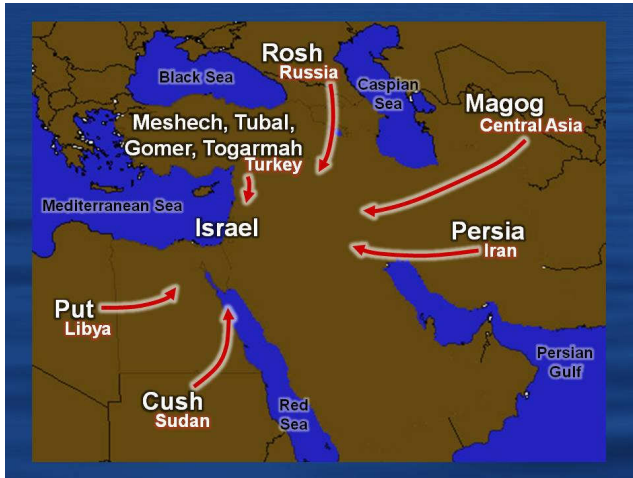 Rosh
Russia
Black Sea
Caspian
Sea
Magog
Central Asia
Meshech, Tubal,
Gomer, Togarmah
Turkey
Mediterranean Sea
Israel
Persia
Iran
Put
Libya
Persian
Gulf
Cush
Sudan
Red
Sea